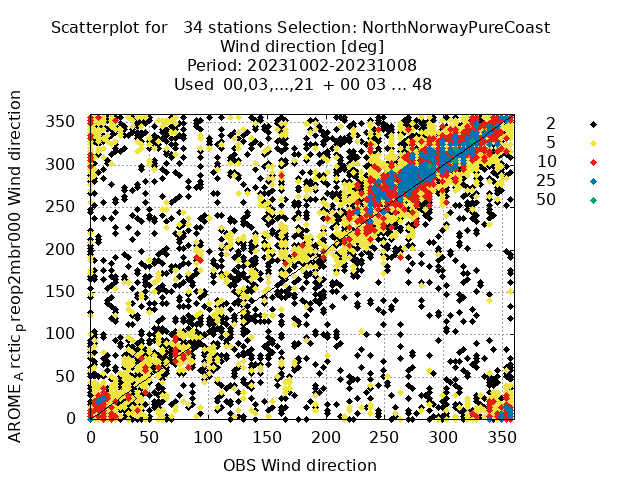 Scatterplot for 34 stations Selection: NorthNorwayPureCoast
Wind direction [deg]
Period: 20231002-20231008
Used 00,03,...,21 + 00 03 ... 48
AROME_Arctic_preop2mbr000 Wind direction
350
300
250
200
150
100
50
0
0 50 100 150 200 250 300 350
OBS Wind direction
2
5
10
25
50